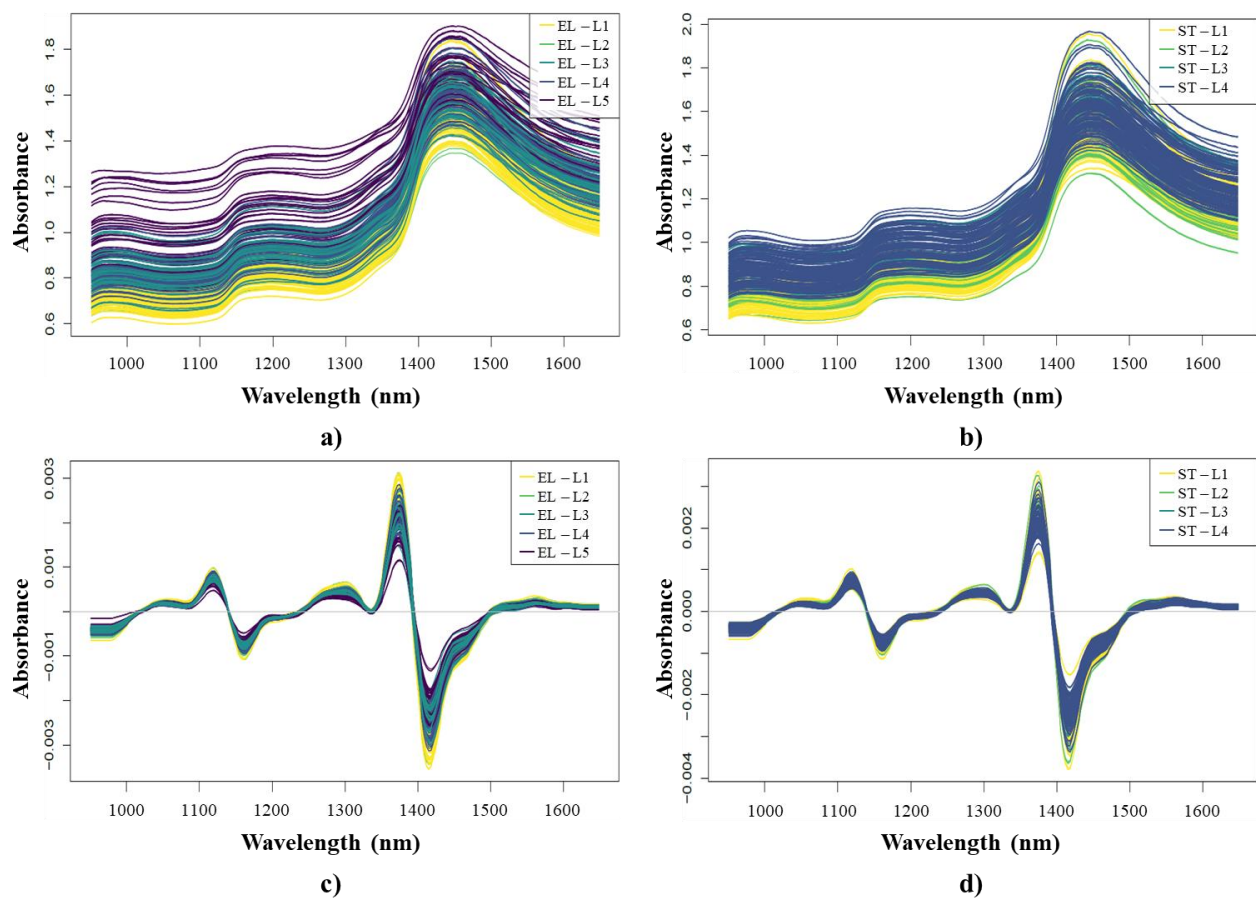 EL – L1
EL – L2
EL – L3
EL – L4
EL – L5
1.8
1.6
1.4
1.2
1.0
0.8
0.6
Absorbance
1000 1100 1200 1300 1400 1500 1600
Wavelength (nm)
a)
ST – L1
ST – L2
ST – L3
ST – L4
2.0
1.8
1.6
1.4
1.2
1.0
0.8
0.6
Absorbance
1000 1100 1200 1300 1400 1500 1600
Wavelength (nm)
b)
EL – L1
EL – L2
EL – L3
EL – L4
EL – L5
0.003
0.001
−0.001
−0.003
Absorbance
1000 1100 1200 1300 1400 1500 1600
Wavelength (nm)
c)
ST – L1
ST – L2
ST – L3
ST – L4
0.002
0.000
−0.002
−0.004
Absorbance
1000 1100 1200 1300 1400 1500 1600
Wavelength (nm)
d)